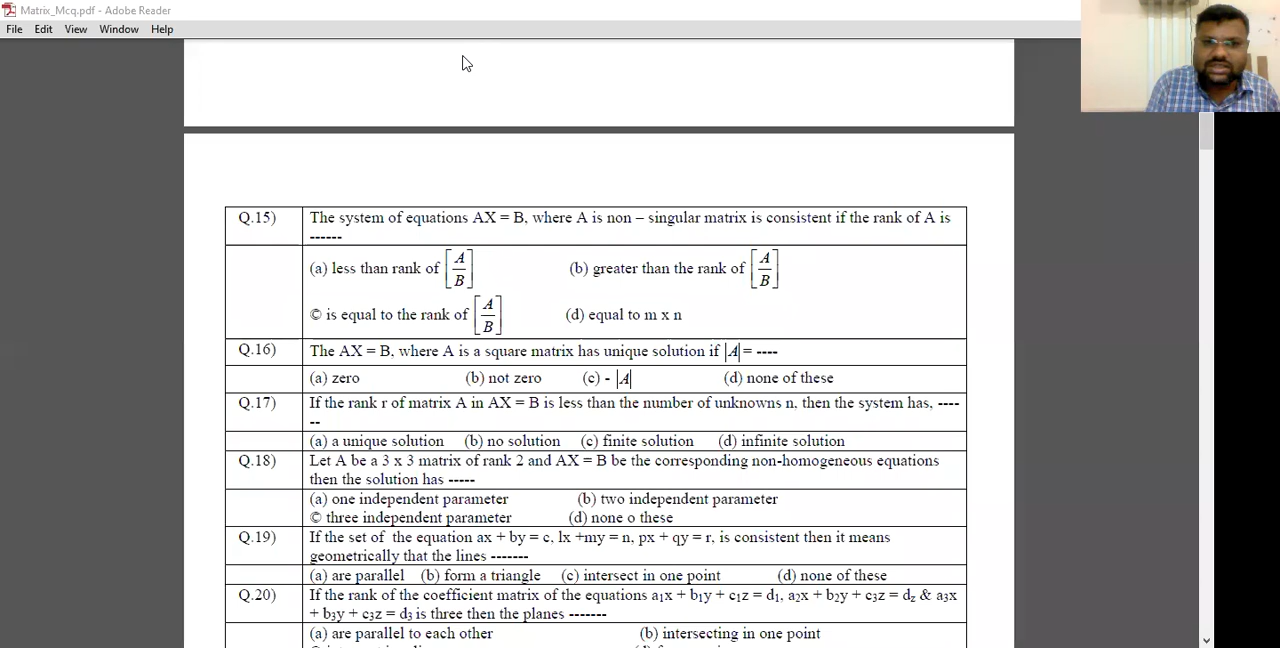 Matrix_Mcq.pdf - Adobe Reader
File Edit View Window Help
Q.15) The system of equations AX = B, where A is non – singular matrix is consistent if the rank of A is
------
(a) less than rank of [A/B] (b) greater than the rank of [A/B]
© is equal to the rank of [A/B] (d) equal to m x n
Q.16) The AX = B, where A is a square matrix has unique solution if |A| = ----
(a) zero (b) not zero (c) - |A| (d) none of these
Q.17) If the rank r of matrix A in AX = B is less than the number of unknowns n, then the system has, ----
--
(a) a unique solution (b) no solution (c) finite solution (d) infinite solution
Q.18) Let A be a 3 x 3 matrix of rank 2 and AX = B be the corresponding non-homogeneous equations
then the solution has -----
(a) one independent parameter (b) two independent parameter
© three independent parameter (d) none o these
Q.19) If the set of the equation ax + by = c, lx +my = n, px + qy = r, is consistent then it means
geometrically that the lines -------
(a) are parallel (b) form a triangle (c) intersect in one point (d) none of these
Q.20) If the rank of the coefficient matrix of the equations a₁x + b₁y + c₁z = d₁, a₂x + b₂y + c₃z = d_z & a₃x
+ b₃y + c₃z = d₃ is three then the planes -------
(a) are parallel to each other (b) intersecting in one point